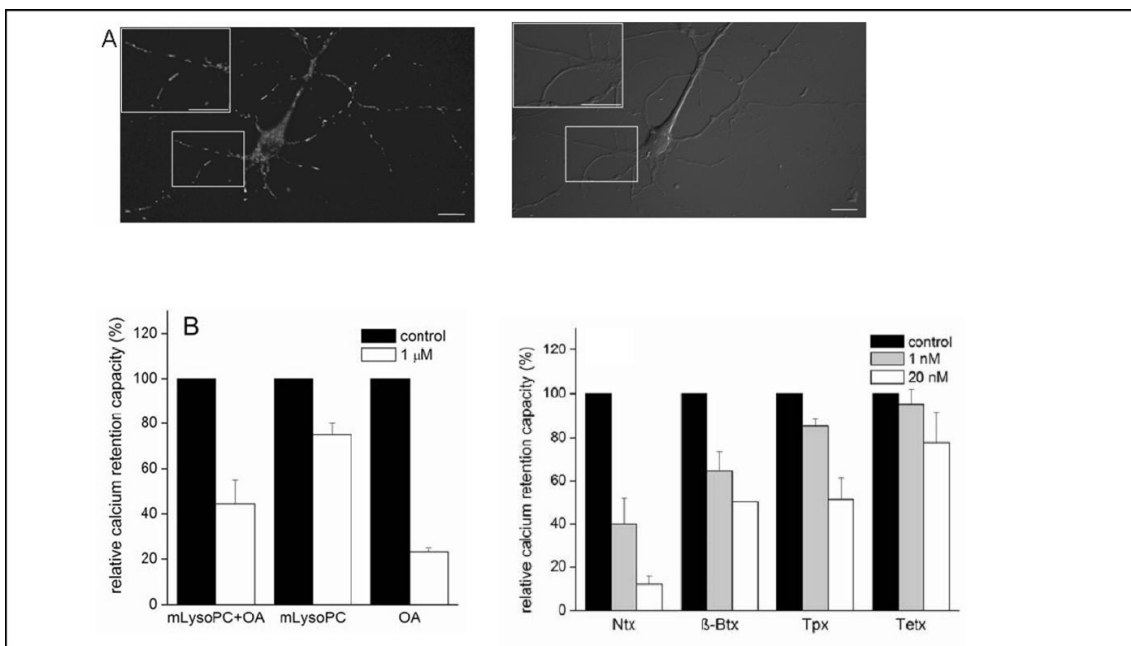 A
B
relative calcium retention capacity (%)
120
100
80
60
40
20
0
control
1 μM
mLysoPC+OA mLysoPC OA
relative calcium retention capacity (%)
120
100
80
60
40
20
0
control
1 nM
20 nM
Ntx ß-Btx Tpx Tetx